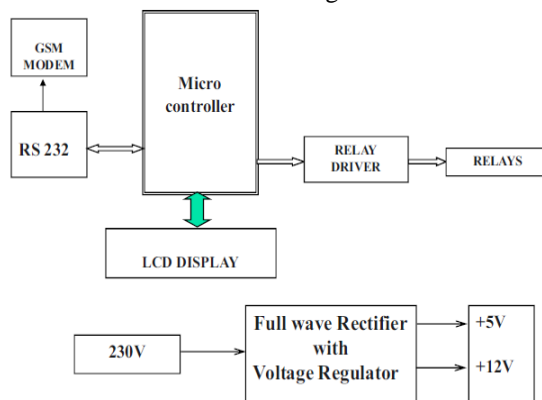 GSM
MODEM
Micro
controller
RS 232
RELAY
DRIVER
RELAYS
LCD DISPLAY
230V
Full wave Rectifier
with
Voltage Regulator
+5V
+12V